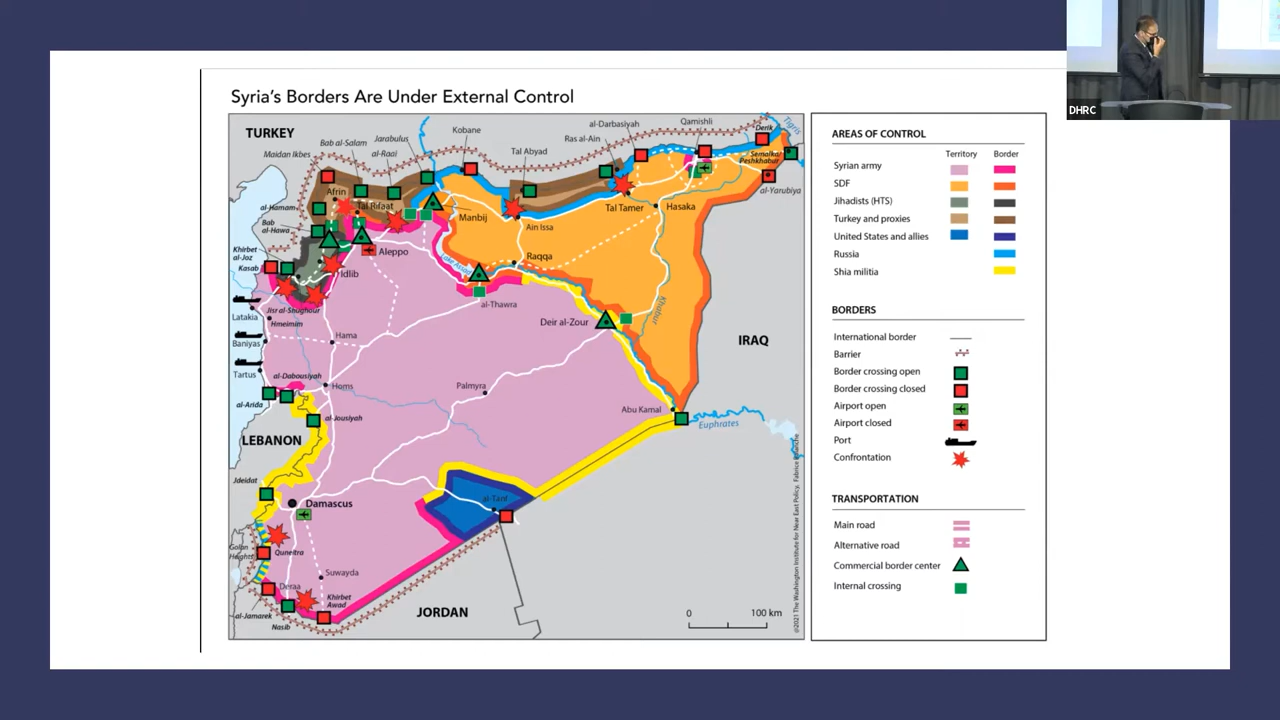 DHRC
Syria's Borders Are Under External Control
TURKEY
Maidan Ikbes
Bab al-Salam
Jarabulus
al-Raai
Kobane
Tal Abyad
al-Darbasiyah
Ras al-Ain
Qamishli
Derik
Tigris
Semalka/
Peshkhabur
al-Yarubiya
Afrin
al-Hamam
Tal Rifaat
Bab
al-Hawa
Manbij
Tal Tamer
Hasaka
Ain Issa
Khirbet
al-Joz
Kasab
Aleppo
Idlib
Lake Assad
Raqqa
Jisr al-Shughour
Latakia
Hmeimim
al-Thawra
Deir al-Zour
Khabur
Baniyas
Hama
IRAQ
Tartus
al-Dabousiyah
Homs
Palmyra
al-Arida
al-Jousiyah
Abu Kamal
Euphrates
LEBANON
Jdeidat
Damascus
al-Tanf
Golan
Heights
Quneitra
Suwayda
Deraa
Khirbet
Awad
al-Jamarek
Nasib
JORDAN
0
100 km
©2021 The Washington Institute for Near East Policy, Fabrice Balanche
AREAS OF CONTROL
Territory
Border
Syrian army
SDF
Jihadists (HTS)
Turkey and proxies
United States and allies
Russia
Shia militia
BORDERS
International border
Barrier
Border crossing open
Border crossing closed
Airport open
Airport closed
Port
Confrontation
TRANSPORTATION
Main road
Alternative road
Commercial border center
Internal crossing